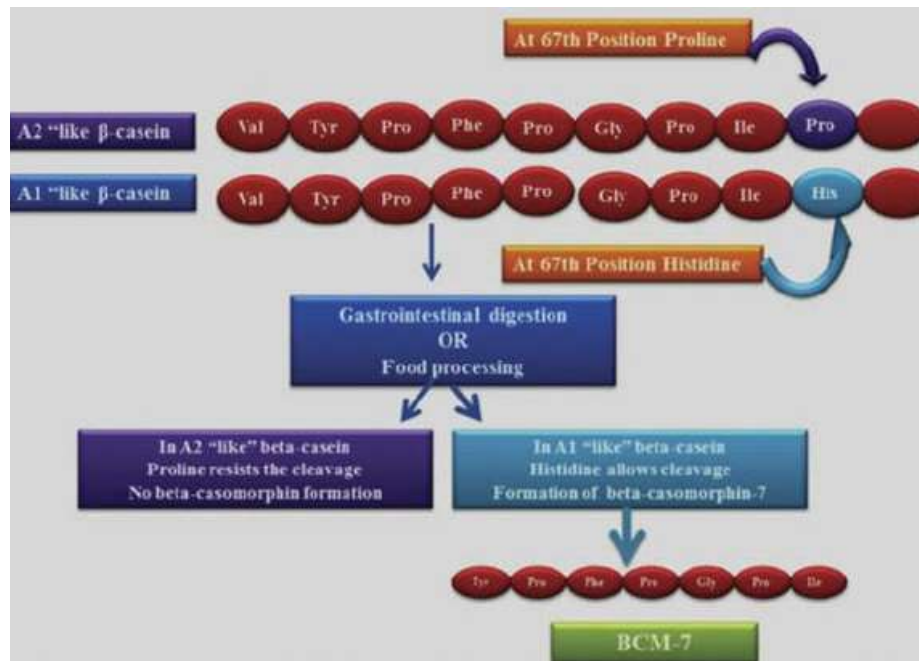 At 67th Position Proline
A2 “like β-casein
Val Tyr Pro Phe Pro Gly Pro Ile Pro
A1 “like β-casein
Val Tyr Pro Phe Pro Gly Pro Ile His
At 67th Position Histidine
Gastrointestinal digestion
OR
Food processing
In A2 “like” beta-casein
Proline resists the cleavage
No beta-casomorphin formation
In A1 “like” beta-casein
Histidine allows cleavage
Formation of beta-casomorphin-7
Tyr Pro Phe Pro Gly Pro Ile
BCM-7